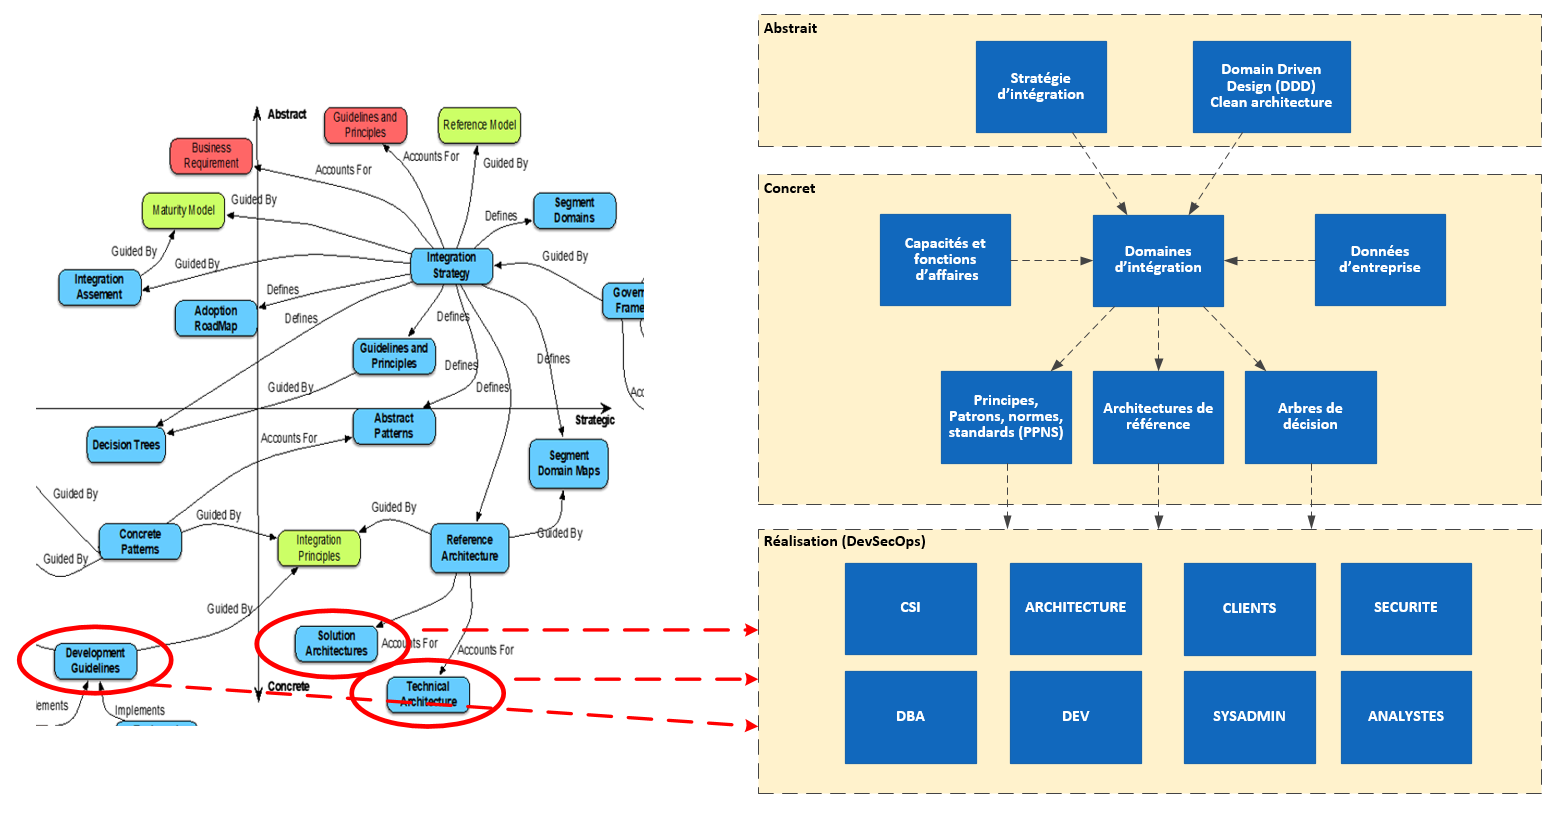 Abstract
Guidelines and
Principles
Reference Model
Business
Requirement
Accounts For
Accounts For
Guided By
Maturity Model
Guided By
Segment
Domains
Defines
Guided By
Guided By
Guided By
Integration
Strategy
Integration
Assement
Adoption
RoadMap
Defines
Defines
Defines
Guidelines and
Principles
Defines
Defines
Defines
Guided By
Abstract
Patterns
Strategic
Decision Trees
Accounts For
Segment
Domain Maps
Guided By
Concrete
Patterns
Guided By
Guided By
Guided By
Guided By
Integration
Principles
Reference
Architecture
Guided By
Solution
Architectures
Accounts For
Accounts For
Development
Guidelines
Concrete
Technical
Architecture
Implements
Abstrait
Stratégie
d’intégration
Domain Driven
Design (DDD)
Clean architecture
Concret
Capacités et
fonctions
d’affaires
Domaines
d’intégration
Données
d’entreprise
Principes,
Patrons, normes,
standards (PPNS)
Architectures de
référence
Arbres de
décision
Réalisation (DevSecOps)
CSI
ARCHITECTURE
CLIENTS
SECURITE
DBA
DEV
SYSADMIN
ANALYSTES